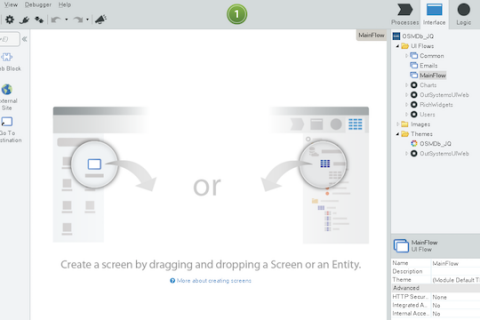 View Debugger Help
1
Processes Interface Logic
MainFlow
OSMDb_JQ
UI Flows
Common
Emails
MainFlow
Charts
OutSystemsUIWeb
RichWidgets
Users
Images
Themes
OSMDb_JQ
OutSystemsUIWeb
b Block
ternal
Site
Go To
stination
or
Create a screen by dragging and dropping a Screen or an Entity.
? More about creating screens
MainFlow
UI Flow
Name MainFlow
Description
Theme (Module Default T
Advanced
HTTP Secur... None
Integrated A... No
Internal Acce... No